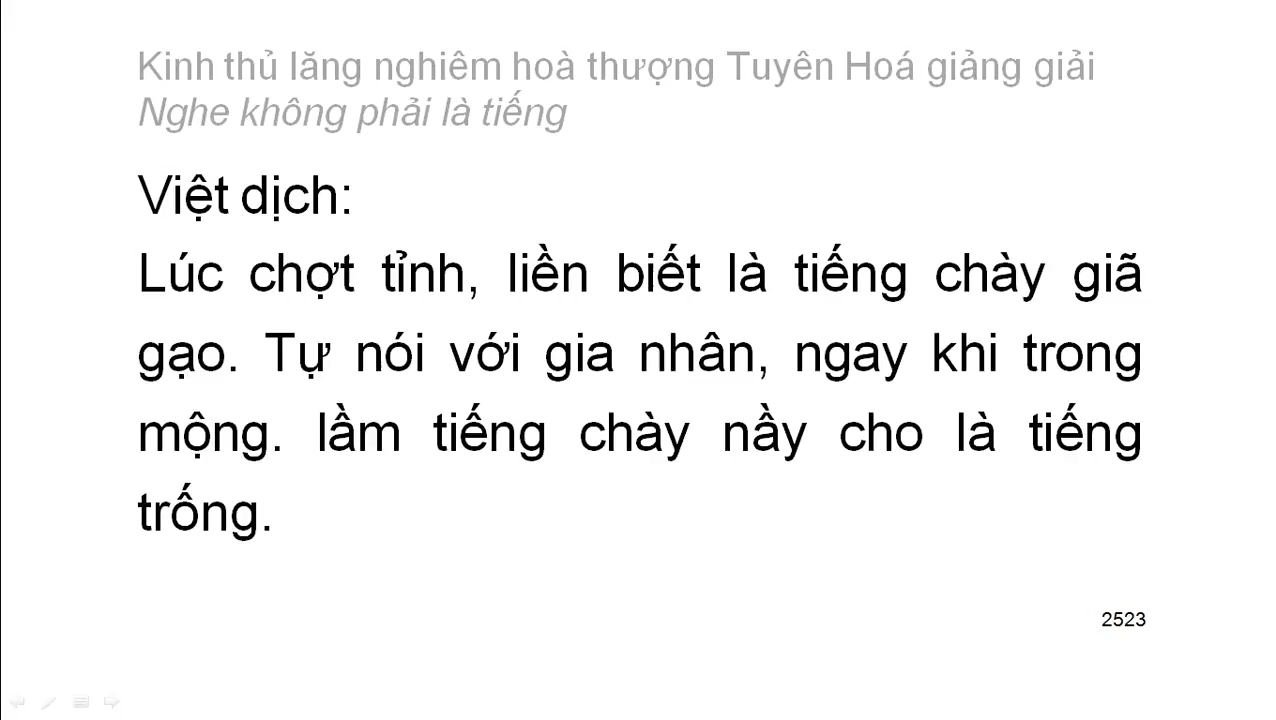 Kinh thủ lăng nghiêm hoà thượng Tuyên Hoá giảng giải
Nghe không phải là tiếng
Việt dịch:
Lúc chợt tỉnh, liền biết là tiếng chày giã
gạo. Tự nói với gia nhân, ngay khi trong
mộng. lầm tiếng chày nầy cho là tiếng
trống.
2523